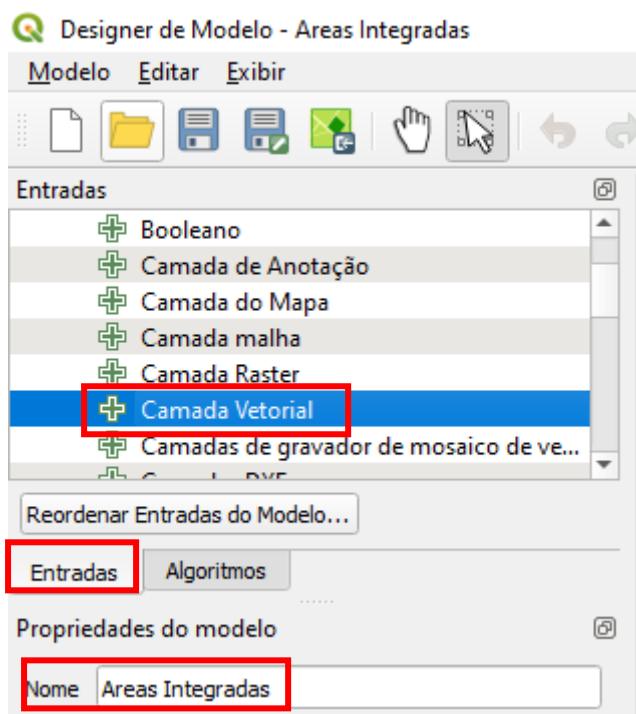 Designer de Modelo - Areas Integradas
Modelo Editar Exibir
Entradas
Booleano
Camada de Anotação
Camada do Mapa
Camada malha
Camada Raster
Camada Vetorial
Camadas de gravador de mosaico de ve...
Reordenar Entradas do Modelo...
Entradas Algoritmos
Propriedades do modelo
Nome Areas Integradas